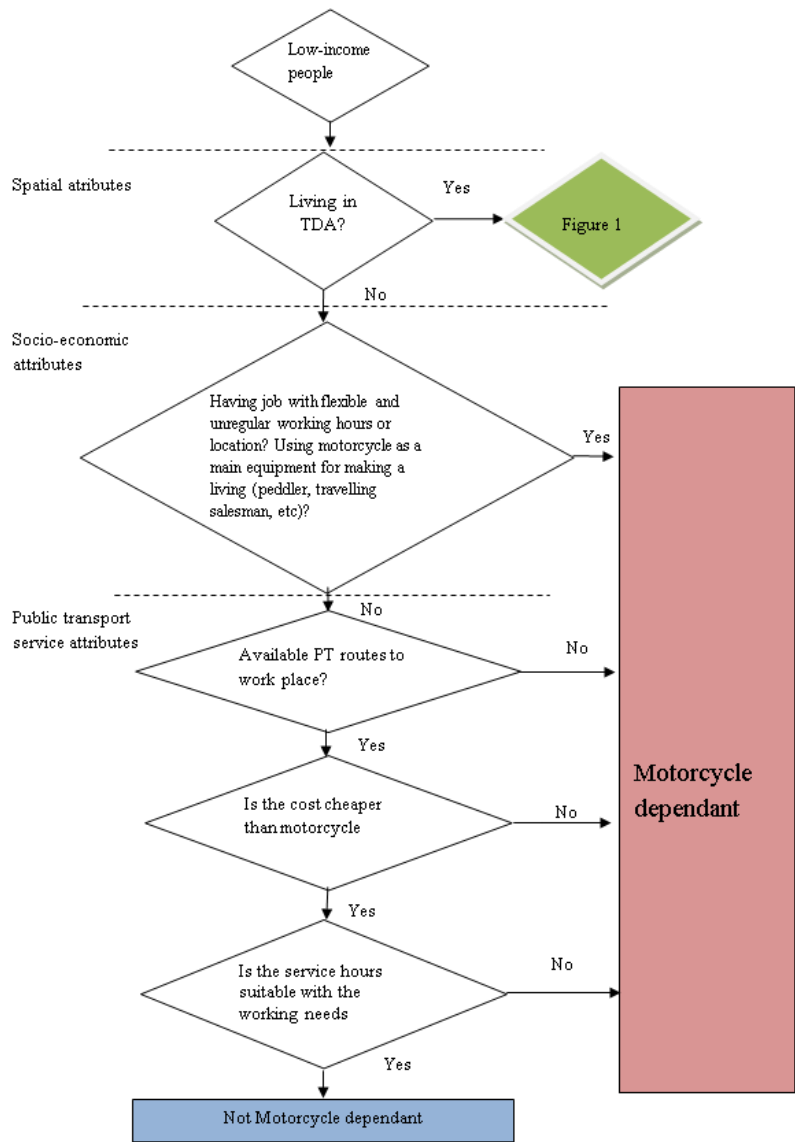 Low-income
people
Spatial atributes
Living in
TDA?
Yes
Figure 1
No
Socio-economic
attributes
Having job with flexible and
unregular working hours or
location? Using motorcycle as a
main equipment for making a
living (peddler, travelling
salesman, etc)?
Yes
No
Public transport
service attributes
Available PT routes to
work place?
No
Yes
Is the cost cheaper
than motorcycle
No
Yes
Is the service hours
suitable with the
working needs
No
Yes
Motorcycle
dependant
Not Motorcycle dependant